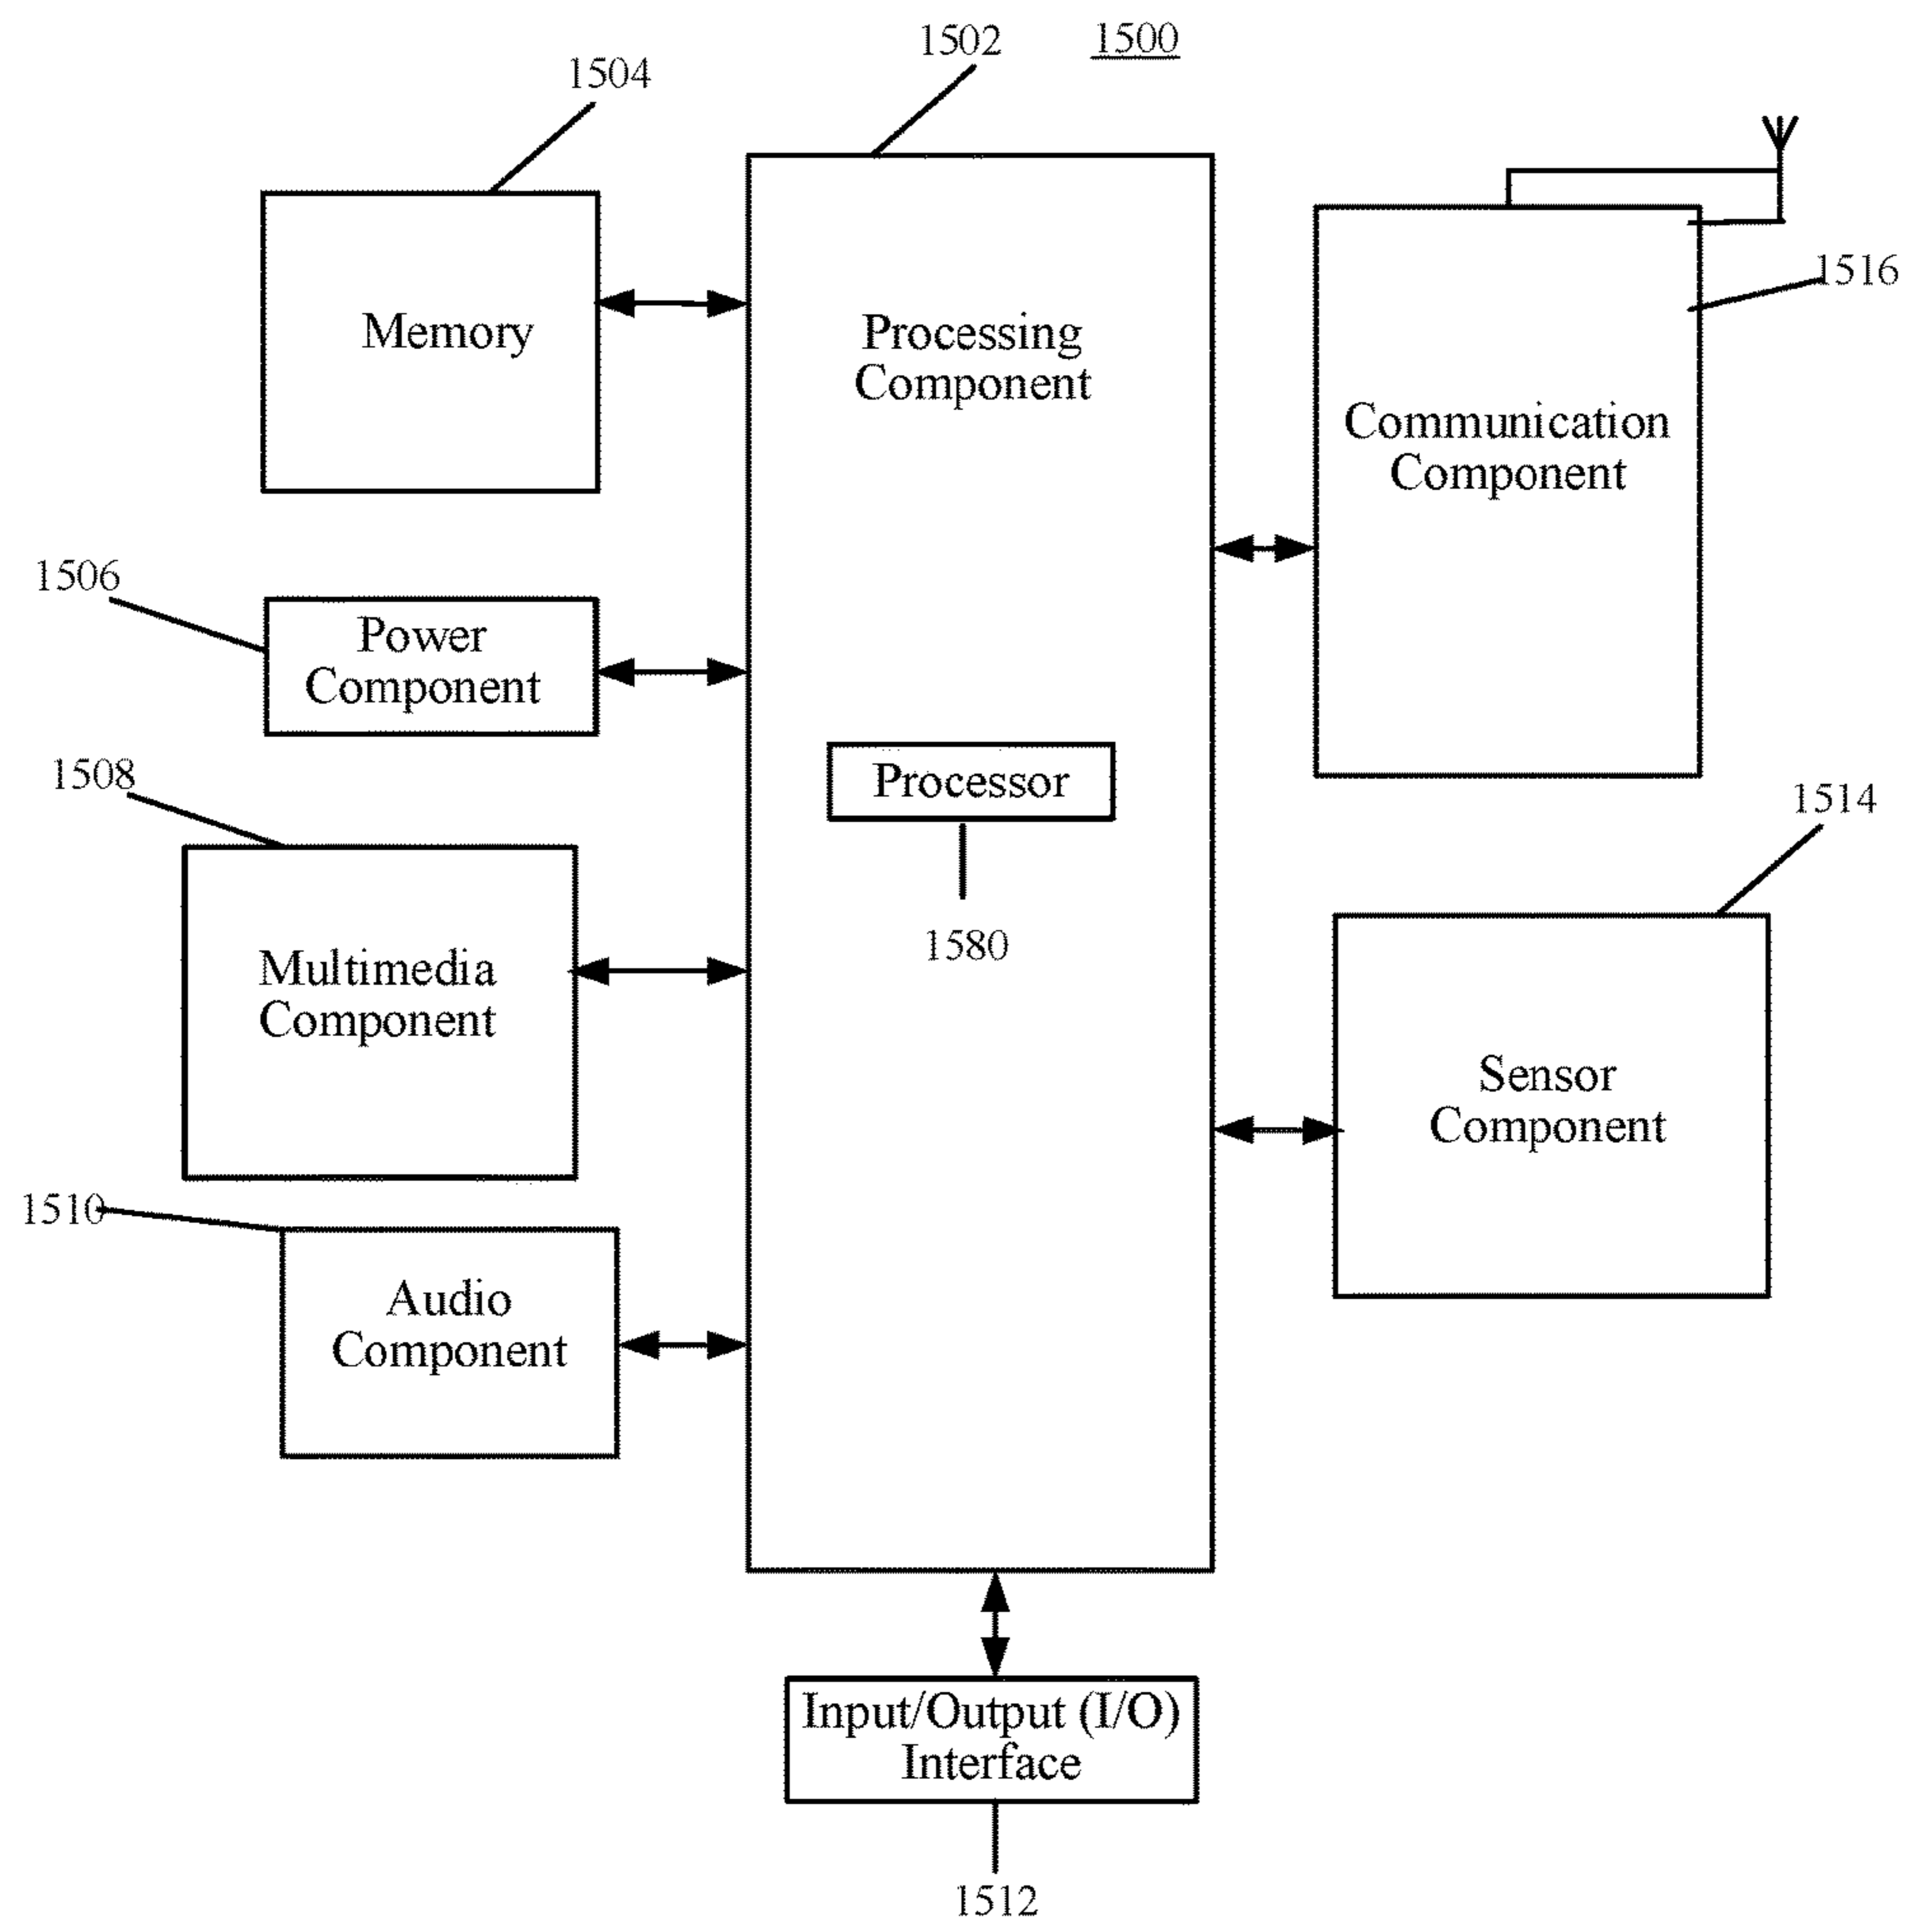 1502
1500
1504
1516
Memory
Processing
Component
Communication
Component
1506
Power
Component
1508
Processor
1514
1580
Multimedia
Component
Sensor
Component
1510
Audio
Component
Input/Output (I/O)
Interface
1512